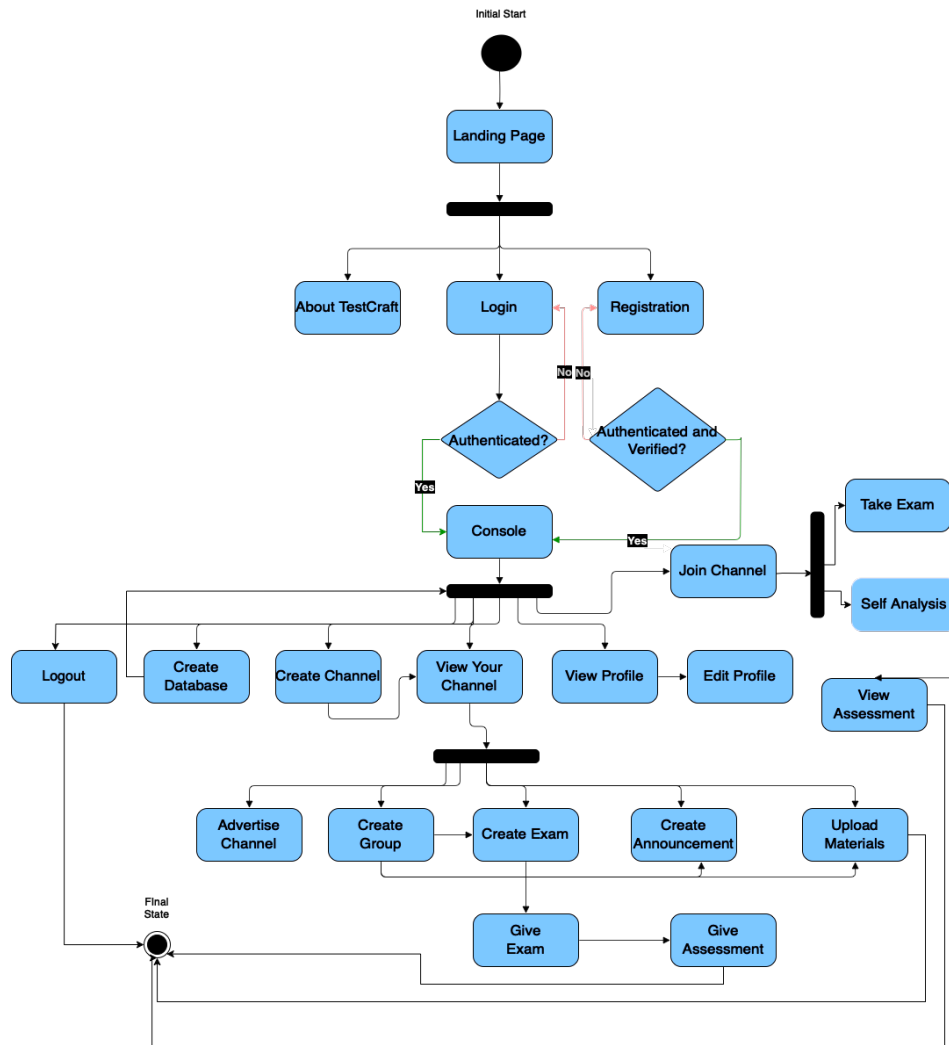 Initial Start
Landing Page
About TestCraft
Login
Registration
No
No
Authenticated?
Authenticated and
Verified?
Yes
Take Exam
Console
Yes
Join Channel
Self Analysis
Logout
Create
Database
Create Channel
View Your
Channel
View Profile
Edit Profile
View
Assessment
Advertise
Channel
Create
Group
Create Exam
Create
Announcement
Upload
Materials
FInal
State
Give
Exam
Give
Assessment